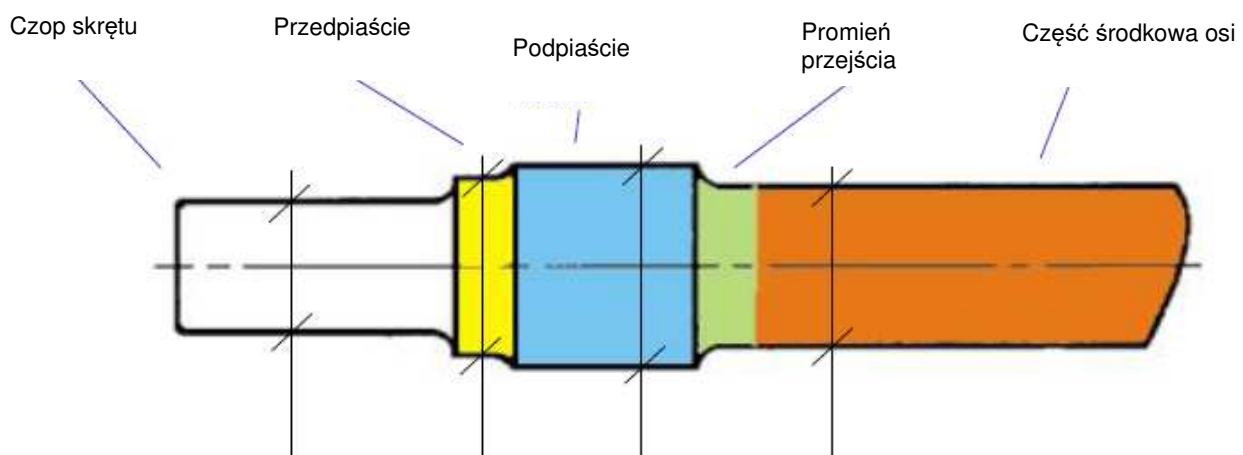 Czop skrętu
Przedpiaście
Podpiaście
Promień
przejścia
Część środkowa osi